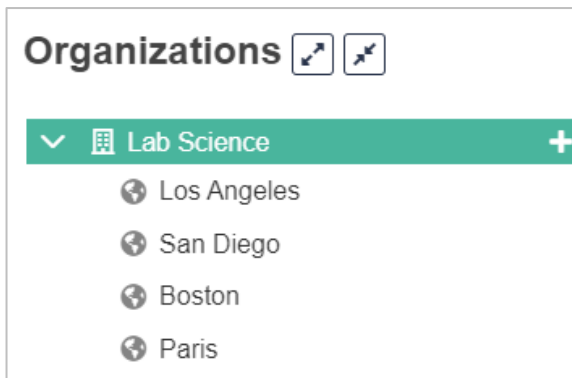 Organizations
Lab Science
Los Angeles
San Diego
Boston
Paris